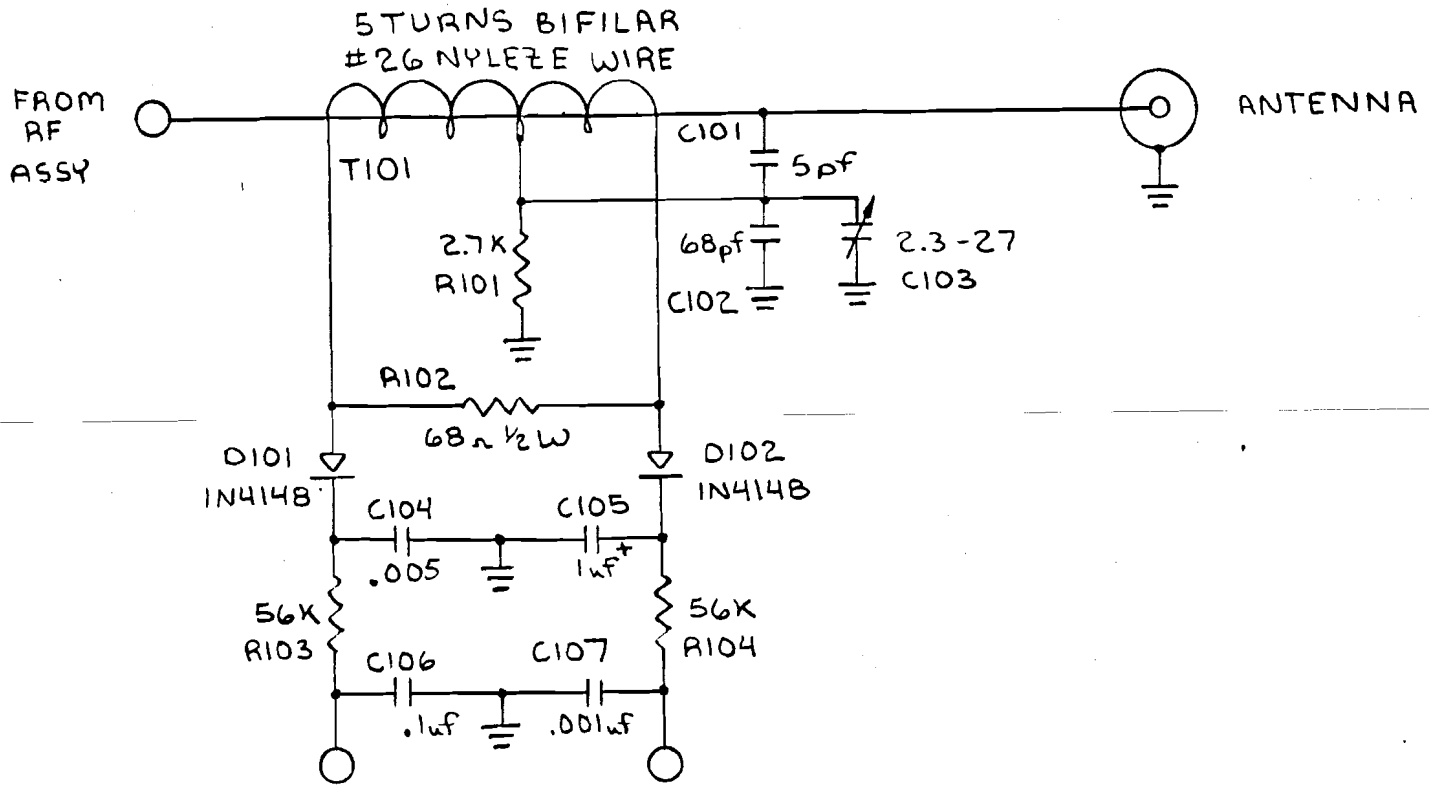 5 TURNS BIFILAR
#26 NYLEZE WIRE
FROM
RF
ASSY
ANTENNA
T101
C101
5pf
2.7K
R101
68pf
C102
2.3-27
C103
R102
68Ω ½W
D101
1N4148
D102
1N4148
C104
.005
C105
1uf+
56K
R103
56K
R104
C106
.1uf
C107
.001uf